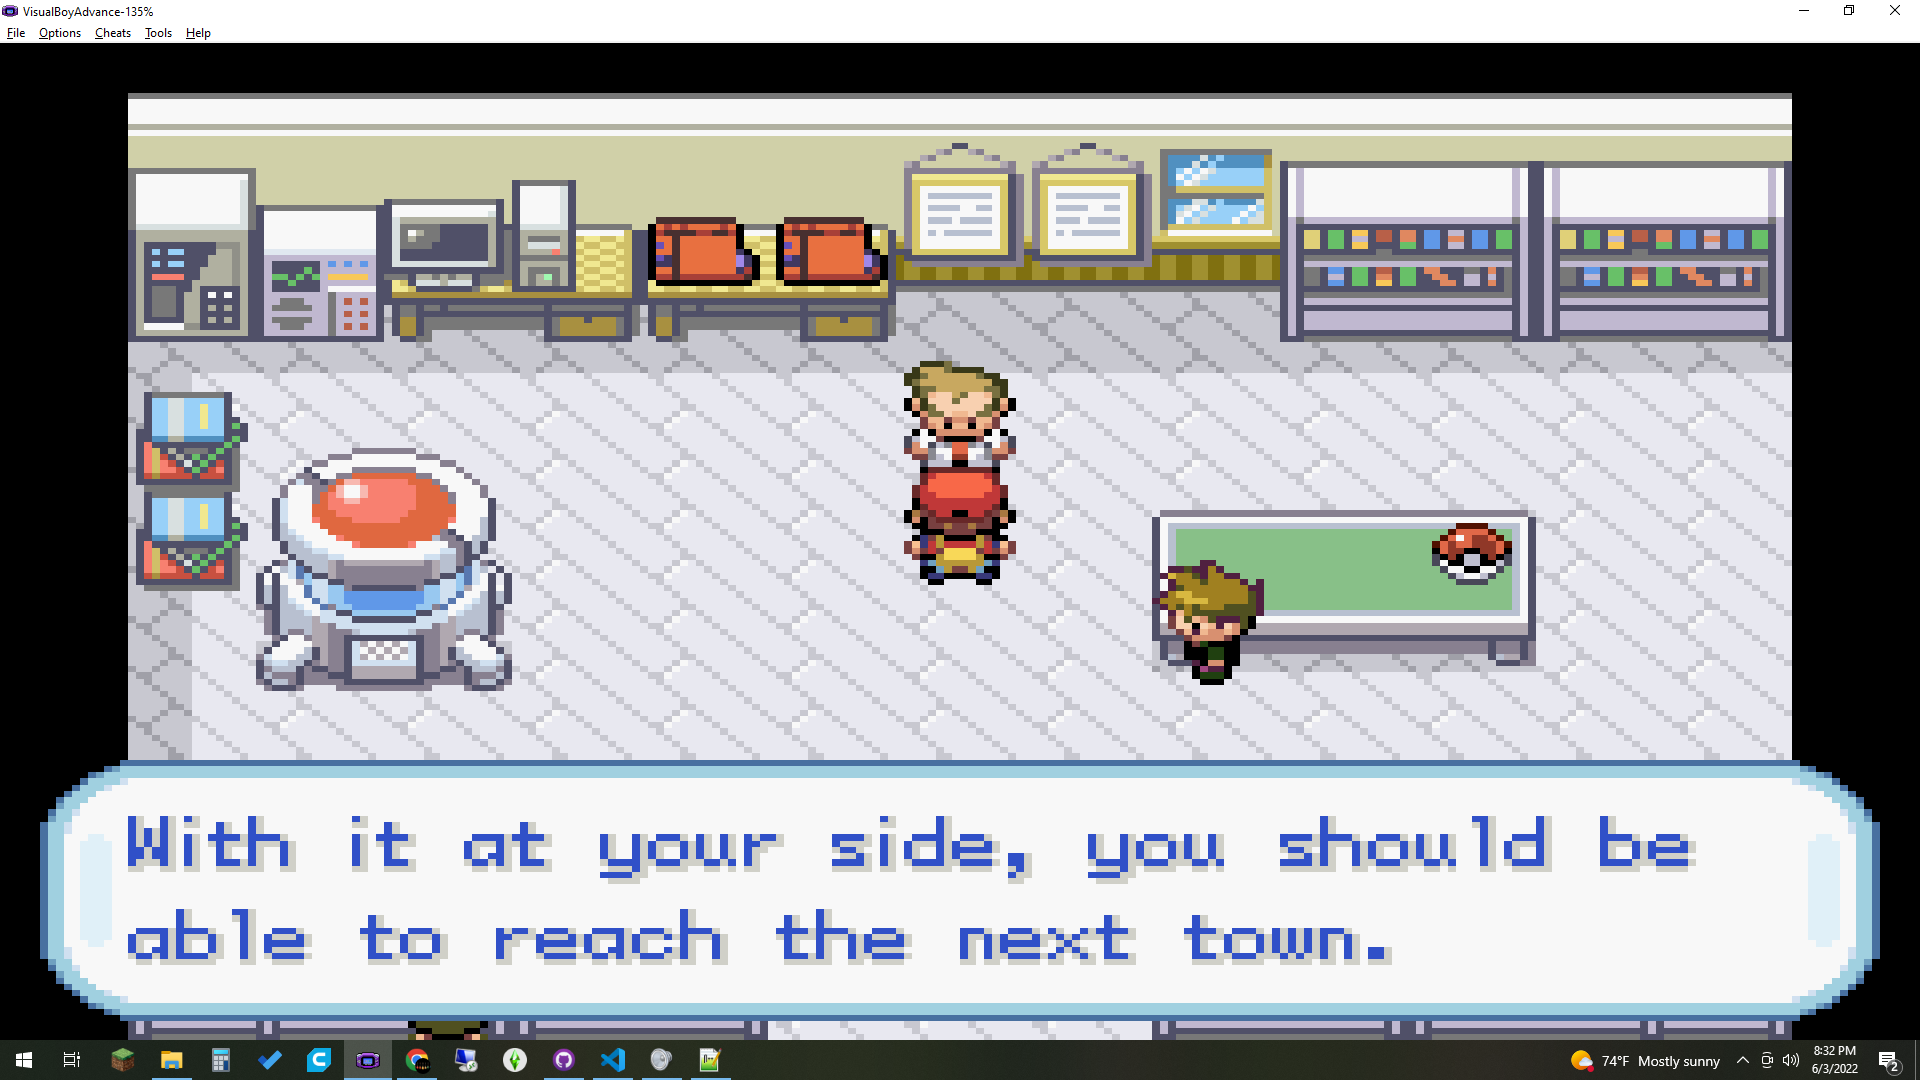 VisualBoyAdvance-135%
File Options Cheats Tools Help
With it at your side, you should be
able to reach the next town.
74°F Mostly sunny
8:32 PM
6/3/2022
2